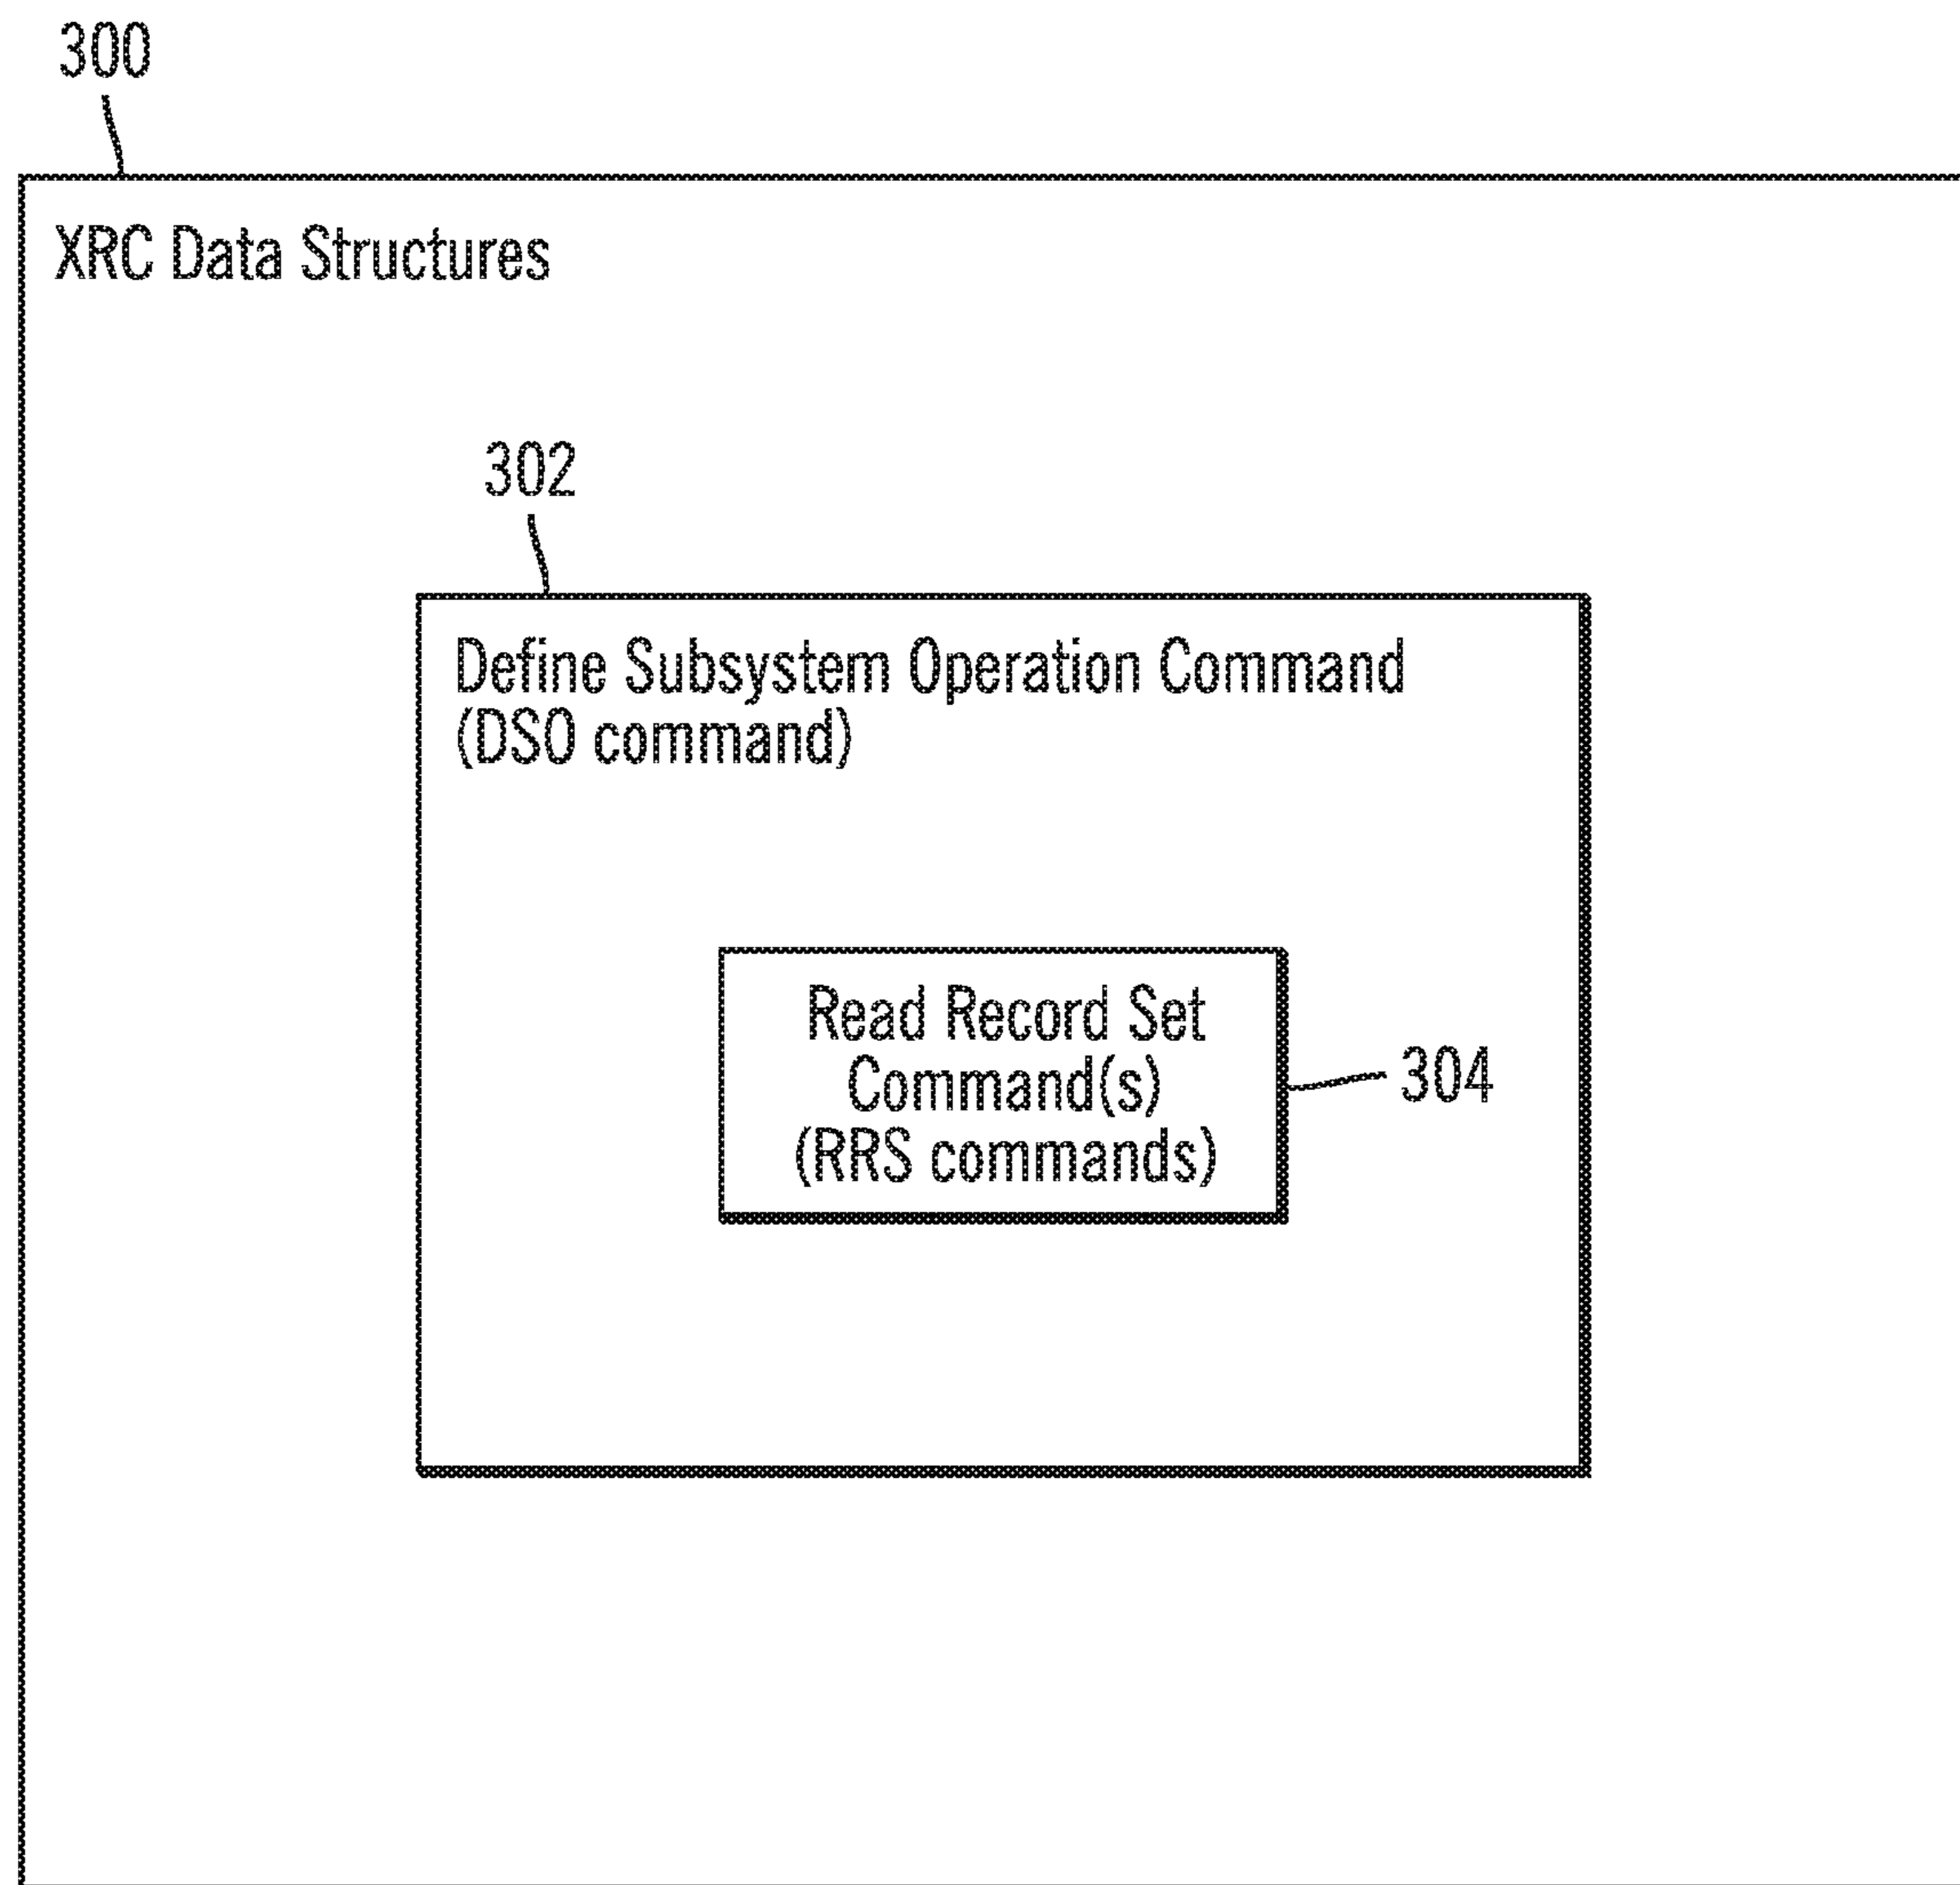 300
XRC Data Structures
302
Define Subsystem Operation Command
(DSO command)
Read Record Set
Command(s)
(RRS commands)
304